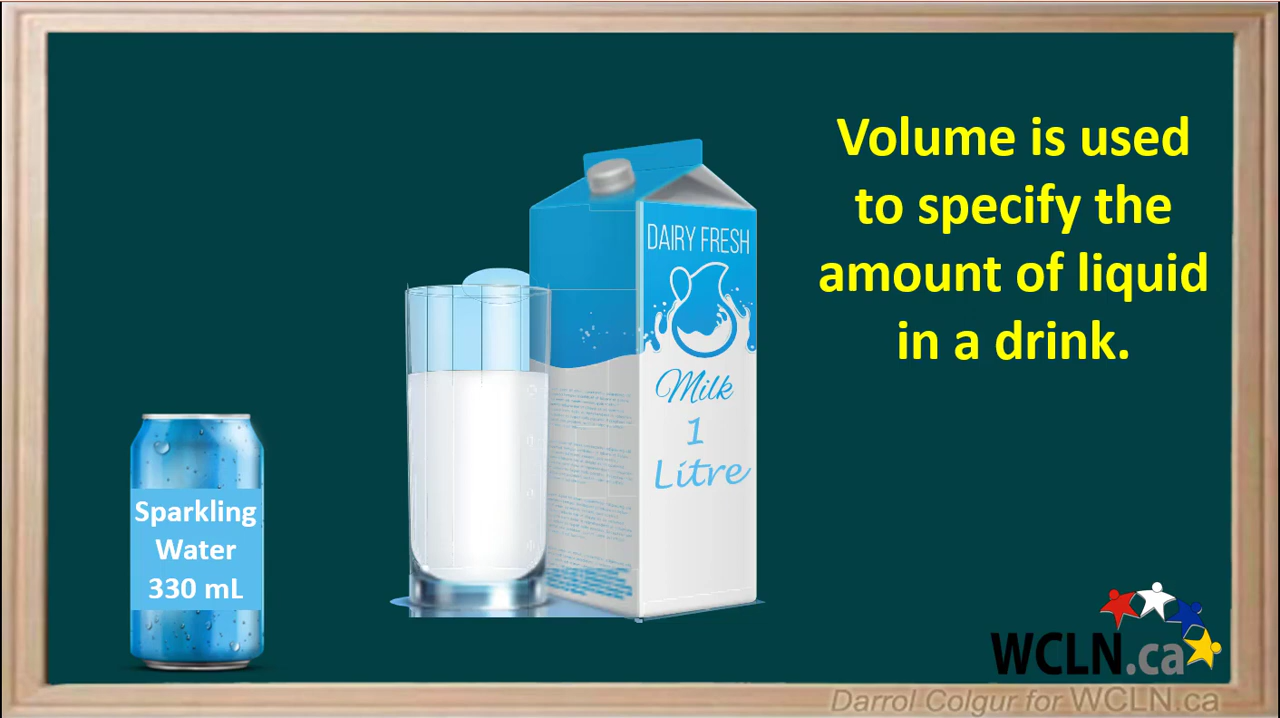 Volume is used
to specify the
amount of liquid
in a drink.
DAIRY FRESH
Milk
1
Litre
Sparkling
Water
330 mL
WCLN.ca
Darrol Colgur for WCLN.ca